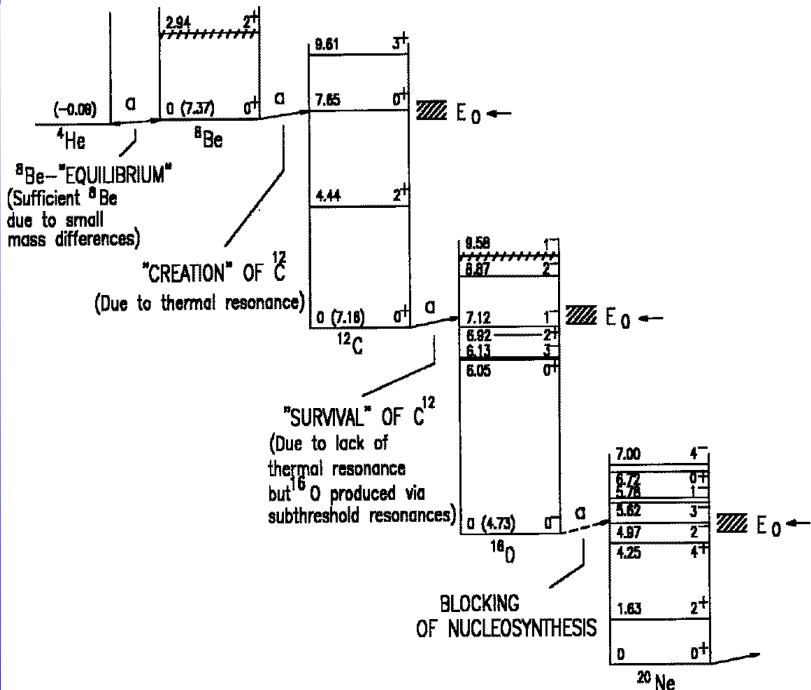 2.94 2+
(-0.08) a 0 (7.37) 0+ a
4He 8Be
9.61 3+
7.65 0+
E0
4.44 2+
0 (7.16) 0+ a
12C
8Be-"EQUILIBRIUM"
(Sufficient 8Be
due to small
mass differences)
"CREATION" OF 12C
(Due to thermal resonance)
9.58 1-
8.87 2-
7.12 1-
E0
6.92 2+
6.13 3-
6.05 0+
0 (4.73) 0- a
16O
"SURVIVAL" OF C12
(Due to lack of
thermal resonance
but 16O produced via
subthreshold resonances)
7.00 4-
6.72 0+
5.78 1-
5.62 3-
E0
4.97 2-
4.25 4+
1.63 2+
0 0+
20Ne
BLOCKING
OF NUCLEOSYNTHESIS